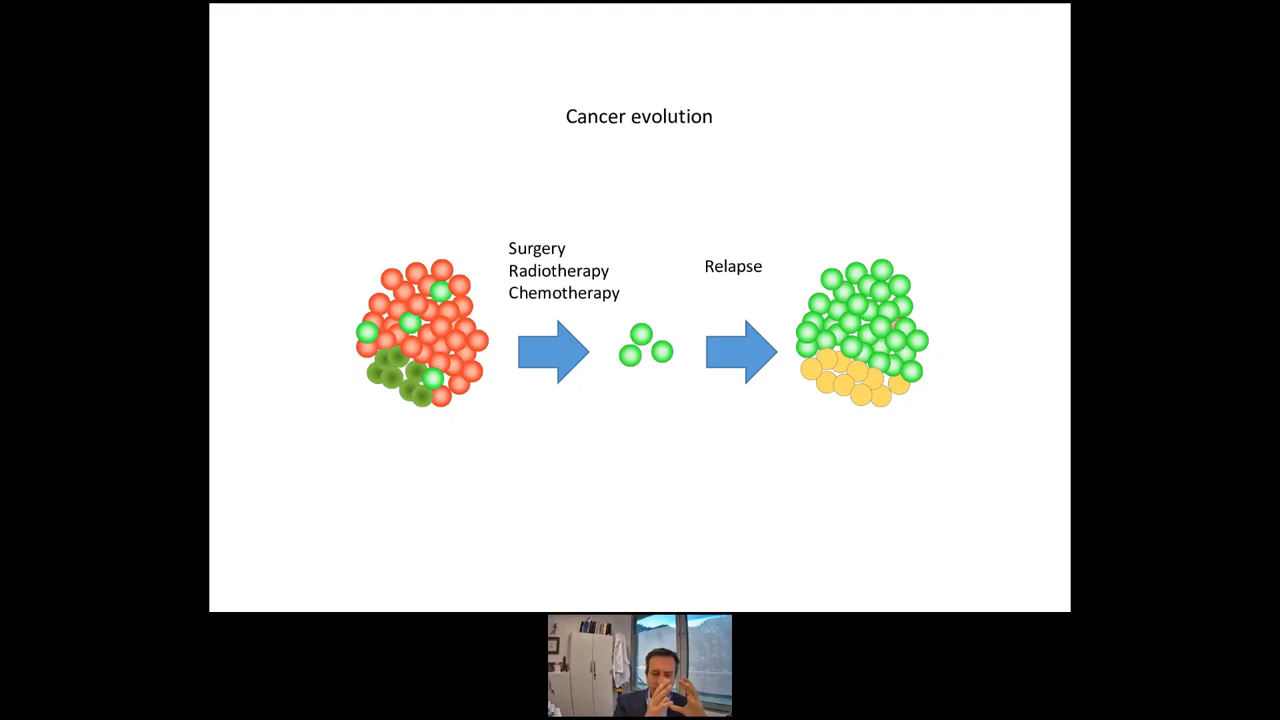 Cancer evolution
Surgery
Radiotherapy
Chemotherapy
Relapse